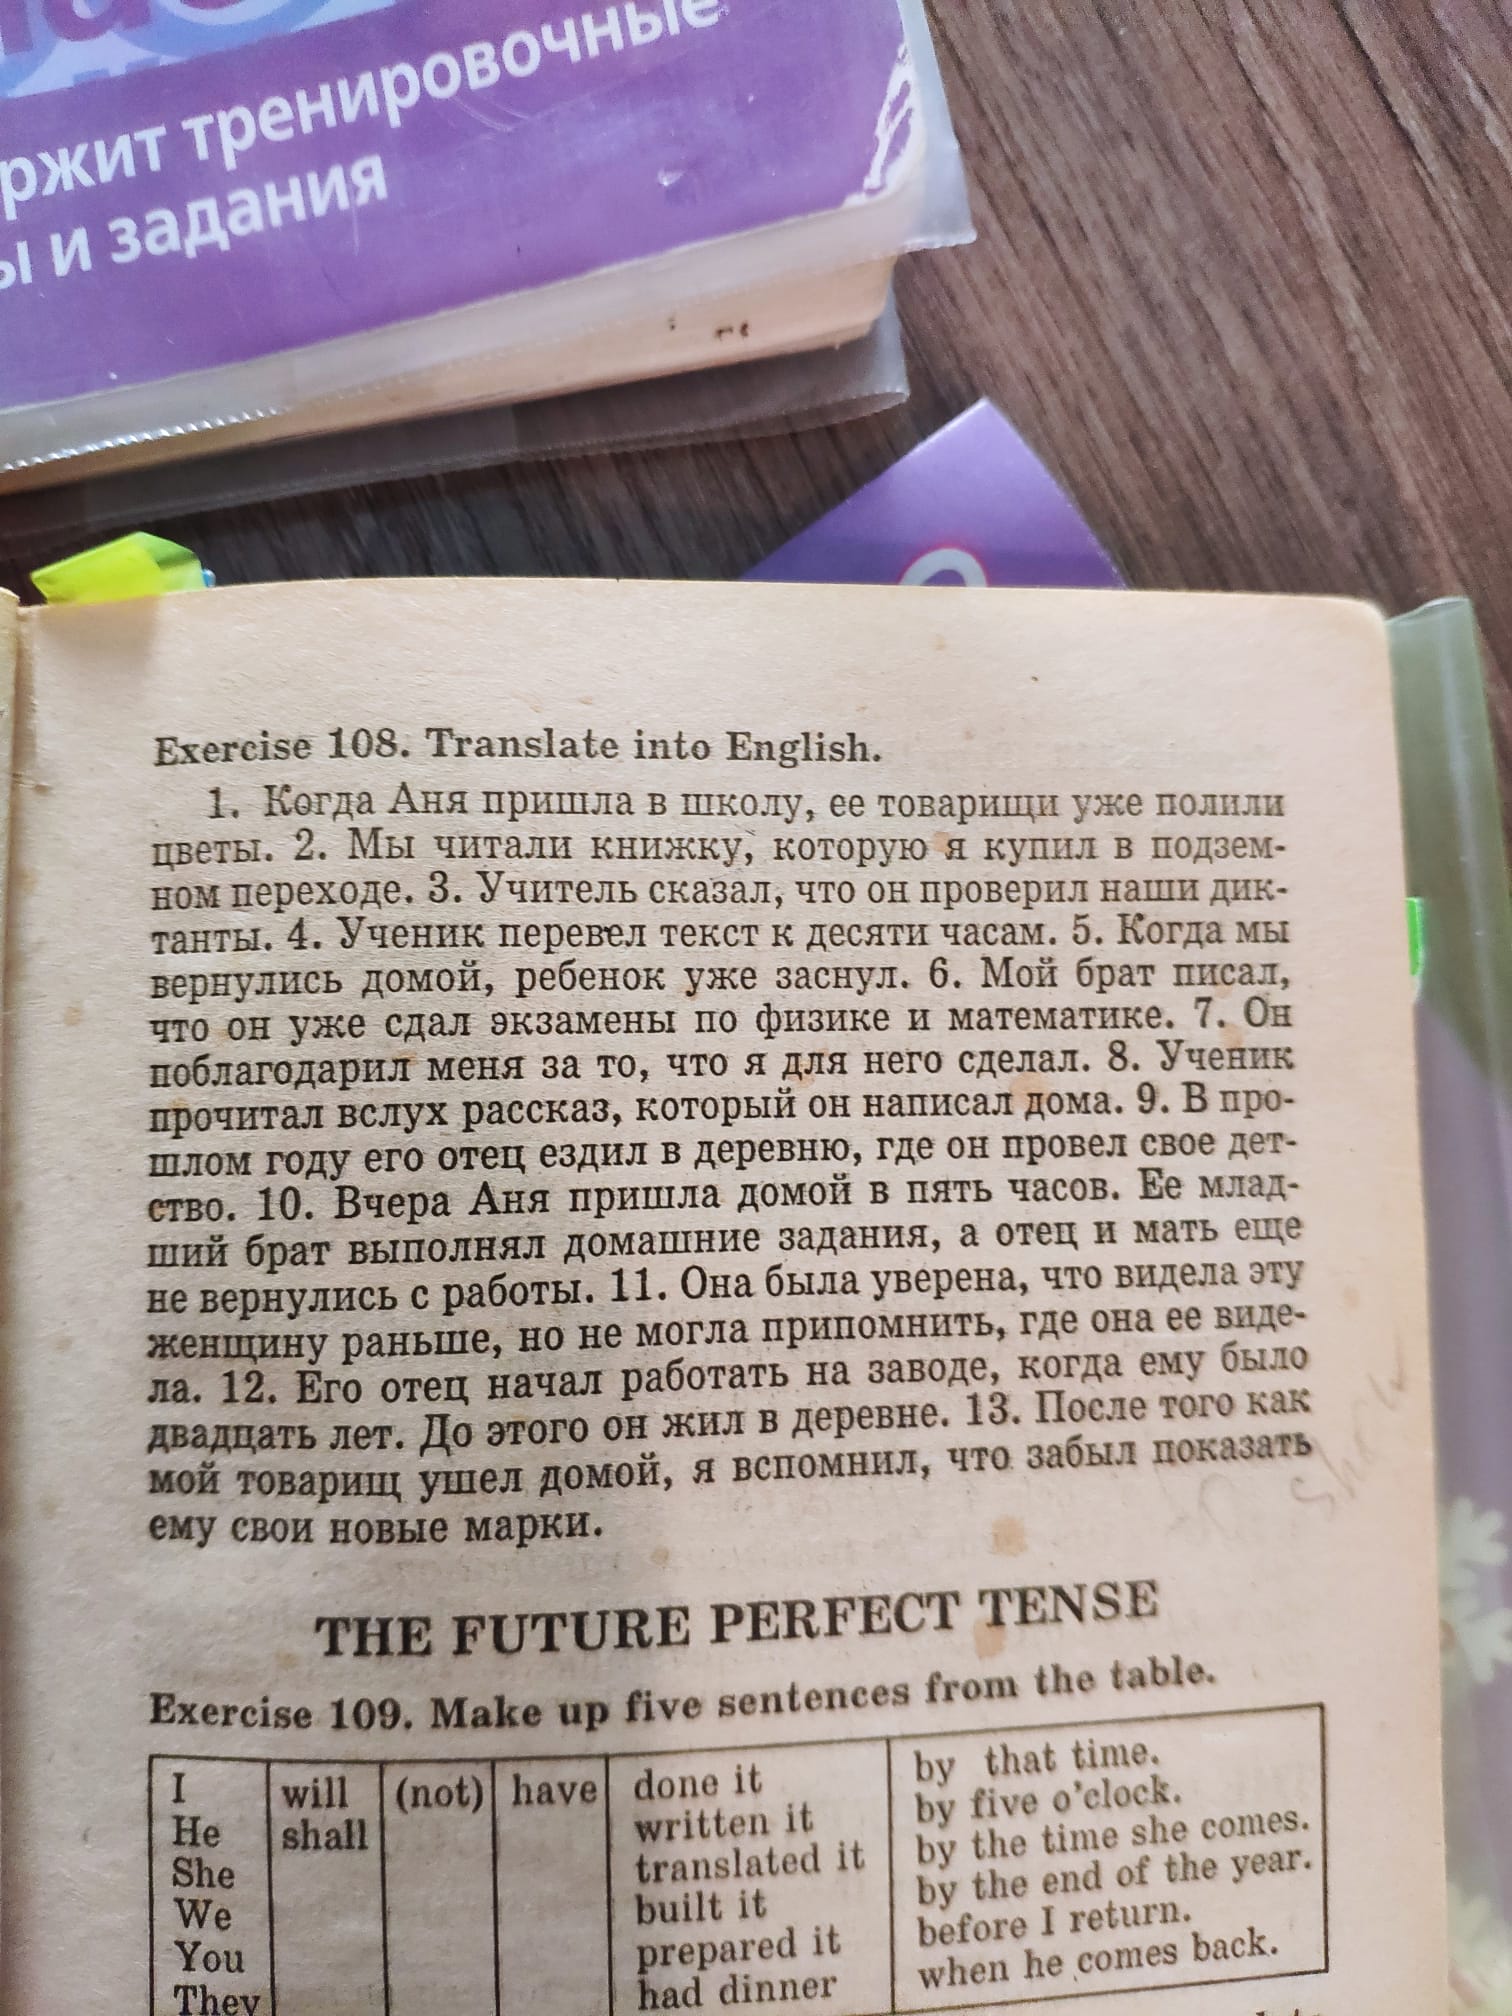 тренировочные
и задания
Exercise 108. Translate into English.
1. Когда Аня пришла в школу, ее товарищи уже полили
цветы. 2. Мы читали книжку, которую я купил в подзем-
ном переходе. 3. Учитель сказал, что он проверил наши дик-
танты. 4. Ученик перевел текст к десяти часам. 5. Когда мы
вернулись домой, ребенок уже заснул. 6. Мой брат писал,
что он уже сдал экзамены по физике и математике. 7. Он
поблагодарил меня за то, что я для него сделал. 8. Ученик
прочитал вслух рассказ, который он написал дома. 9. В про-
шлом году его отец ездил в деревню, где он провел свое дет-
ство. 10. Вчера Аня пришла домой в пять часов. Ее млад-
ший брат выполнял домашние задания, а отец и мать еще
не вернулись с работы. 11. Она была уверена, что видела эту
женщину раньше, но не могла припомнить, где она ее виде-
ла. 12. Его отец начал работать на заводе, когда ему было
двадцать лет. До этого он жил в деревне. 13. После того как
мой товарищ ушел домой, я вспомнил, что забыл показать
ему свои новые марки.
THE FUTURE PERFECT TENSE
Exercise 109. Make up five sentences from the table.
I will (not) have done it by that time.
He shall written it by five o'clock.
She translated it by the time she comes.
We built it by the end of the year.
You prepared it before I return.
They had dinner when he comes back.